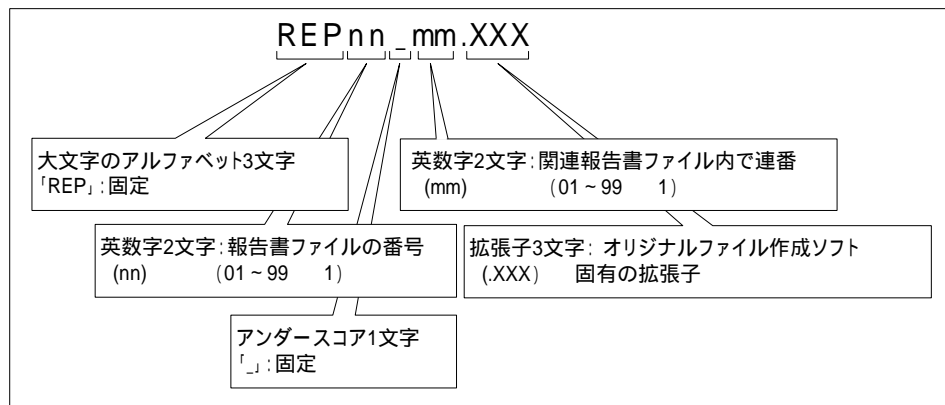 REPnn_mm.XXX
大文字のアルファベット3文字
「REP」:固定
英数字2文字:関連報告書ファイル内で連番
(mm) (01~99 1)
英数字2文字:報告書ファイルの番号
(nn) (01~99 1)
拡張子3文字: オリジナルファイル作成ソフト
(.XXX) 固有の拡張子
アンダースコア1文字
「_」:固定